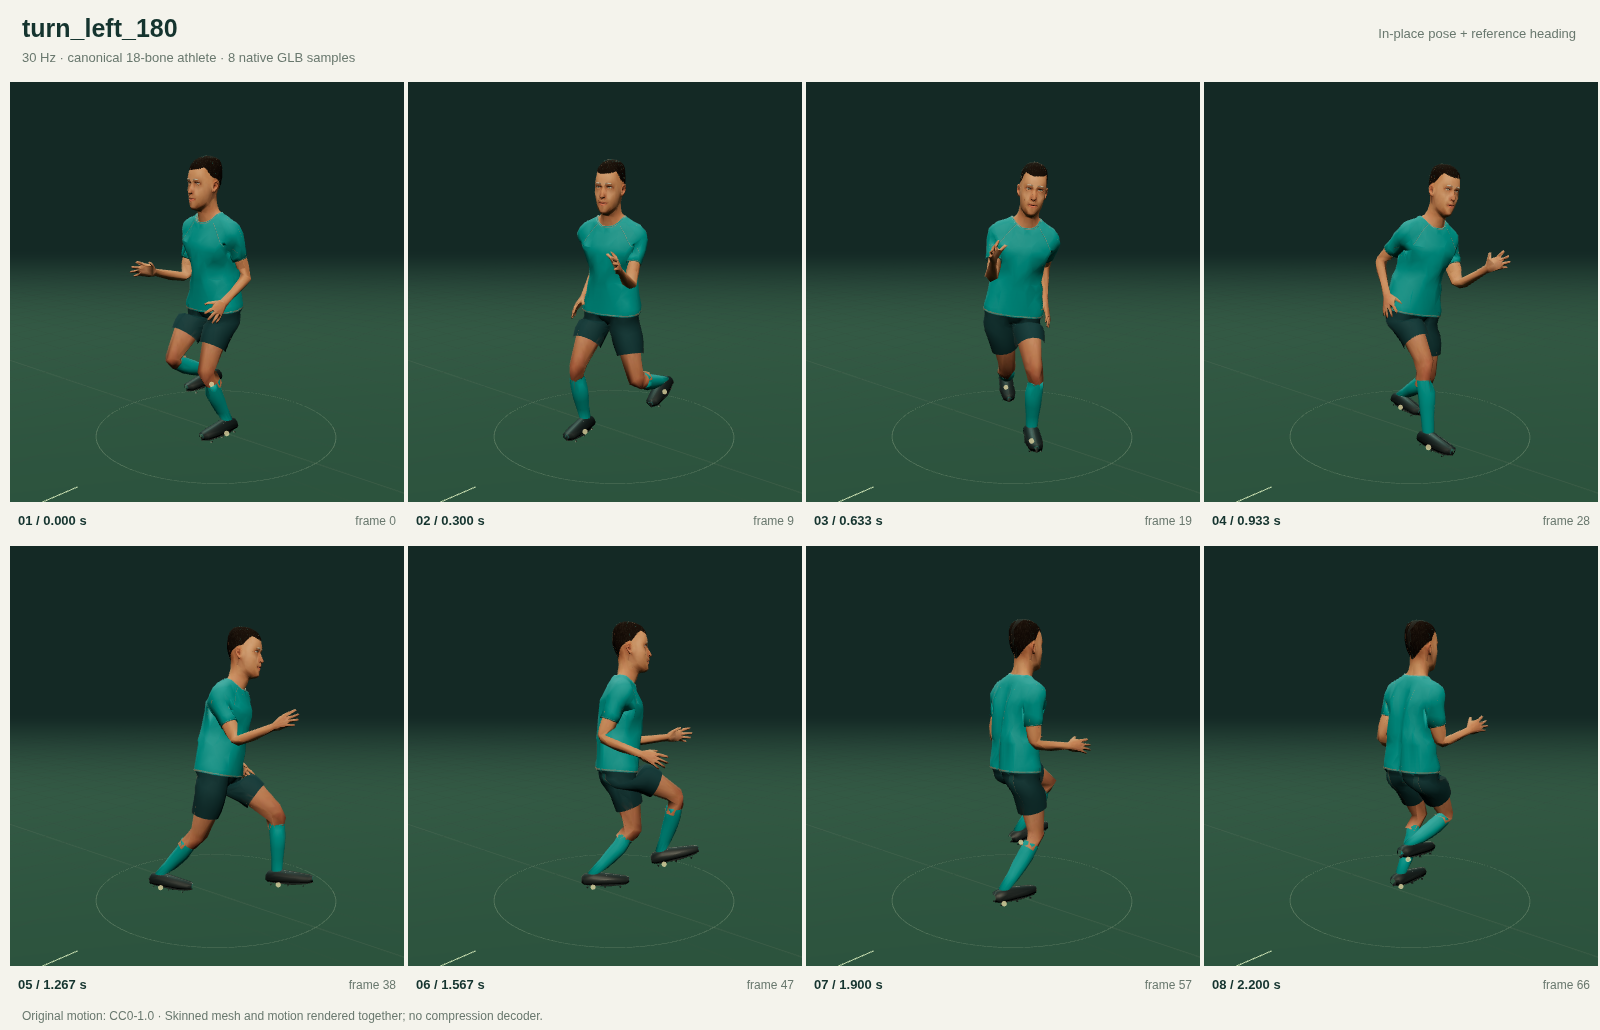 turn_left_180
In-place pose + reference heading
30 Hz · canonical 18-bone athlete · 8 native GLB samples
01 / 0.000 s
frame 0
02 / 0.300 s
frame 9
03 / 0.633 s
frame 19
04 / 0.933 s
frame 28
05 / 1.267 s
frame 38
06 / 1.567 s
frame 47
07 / 1.900 s
frame 57
08 / 2.200 s
frame 66
Original motion: CC0-1.0 · Skinned mesh and motion rendered together; no compression decoder.